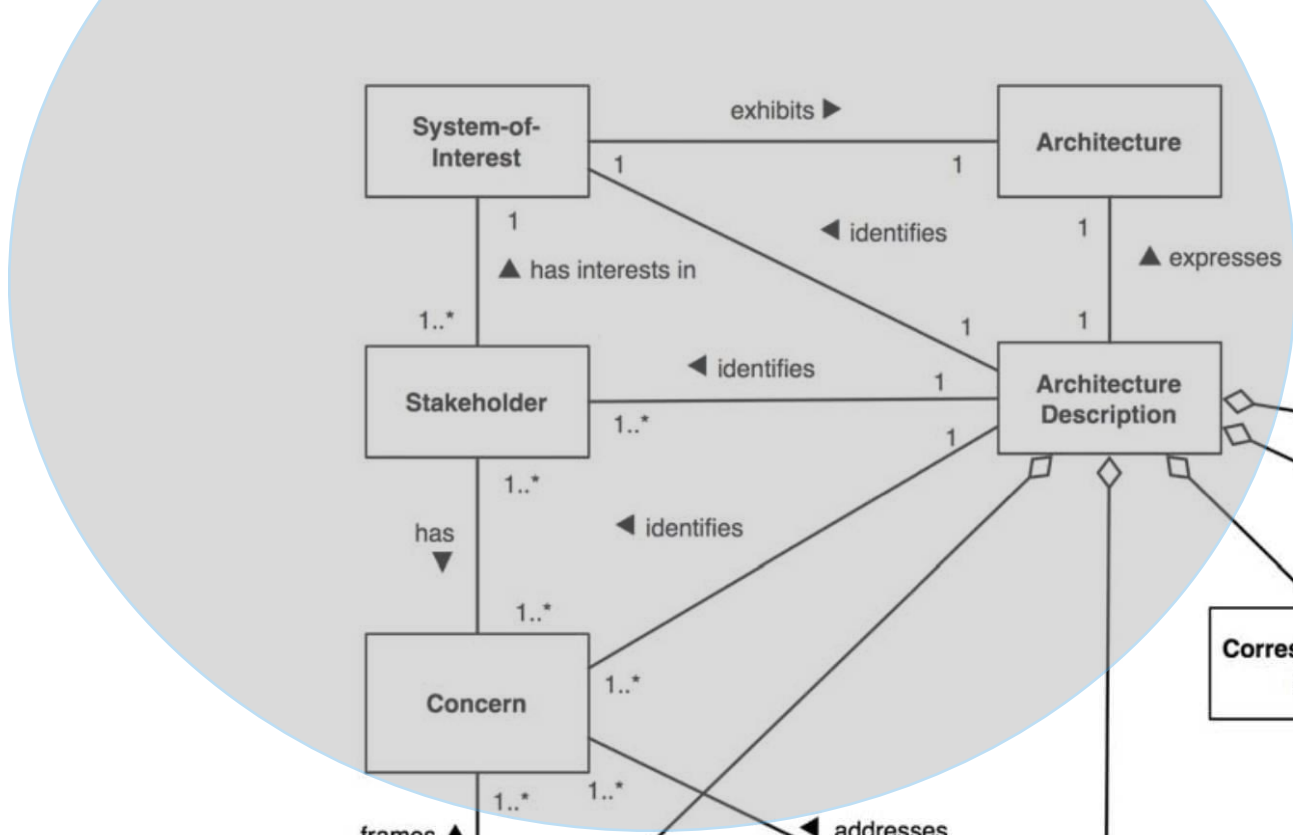 exhibits ▶
System-of-
Interest
Architecture
1
1
1
1
◀ identifies
▲ expresses
▲ has interests in
1..*
1
1
◀ identifies
1
Architecture
Description
Stakeholder
1..*
1
1..*
◀ identifies
has
▼
1..*
Corres
1..*
Concern
1..*
1..*
frames ▲
◀ addresses